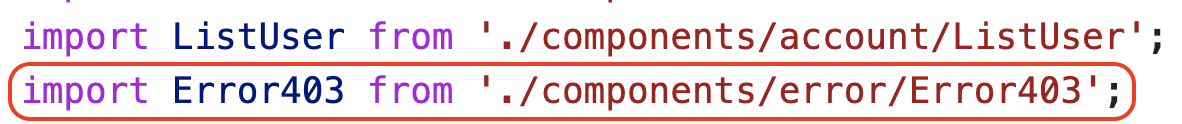 import ListUser from './components/account/ListUser';
import Error403 from './components/error/Error403';